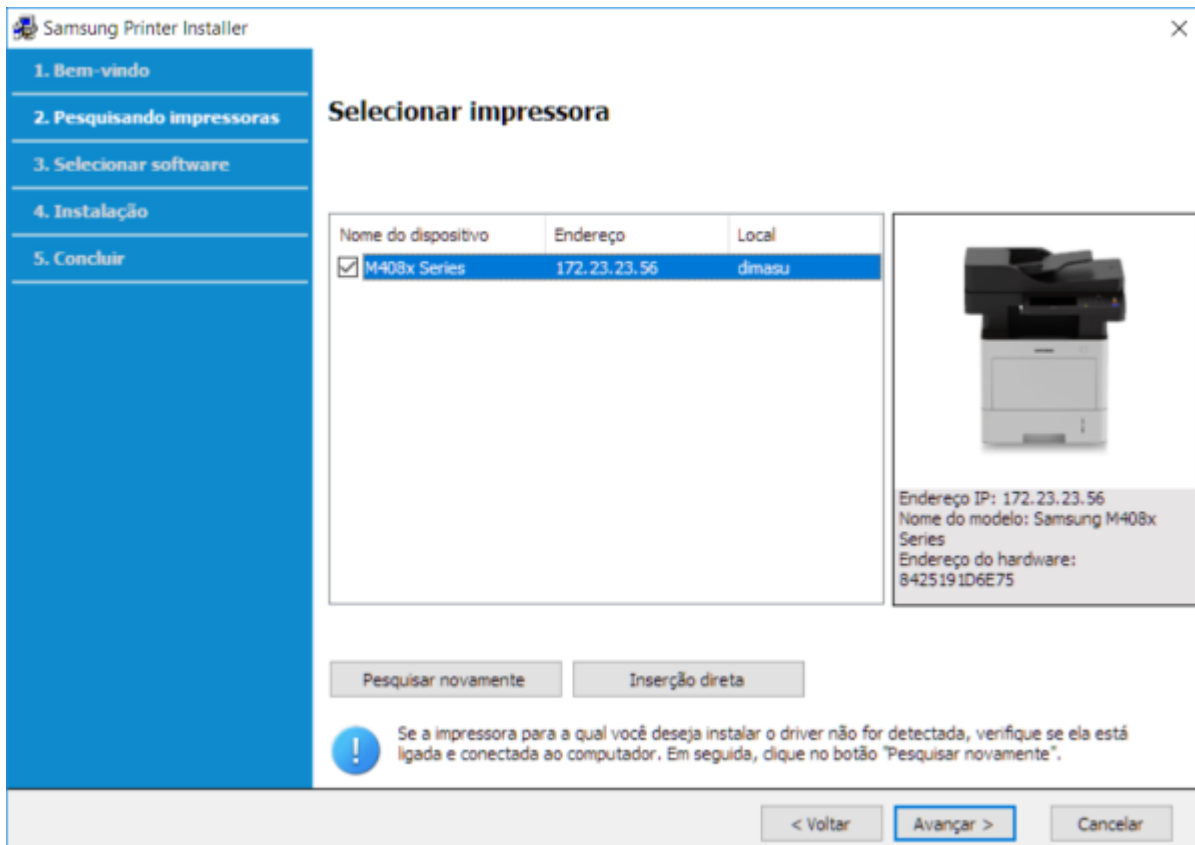 Samsung Printer Installer
1. Bem-vindo
2. Pesquisando impressoras
3. Selecionar software
4. Instalação
5. Concluir
Selecionar impressora
Nome do dispositivo Endereço Local
M408x Series 172.23.23.56 dimasu
Endereço IP: 172.23.23.56
Nome do modelo: Samsung M408x
Series
Endereço do hardware:
8425191D6E75
Pesquisar novamente Inserção direta
Se a impressora para a qual você deseja instalar o driver não for detectada, verifique se ela está
ligada e conectada ao computador. Em seguida, clique no botão "Pesquisar novamente".
< Voltar Avançar > Cancelar